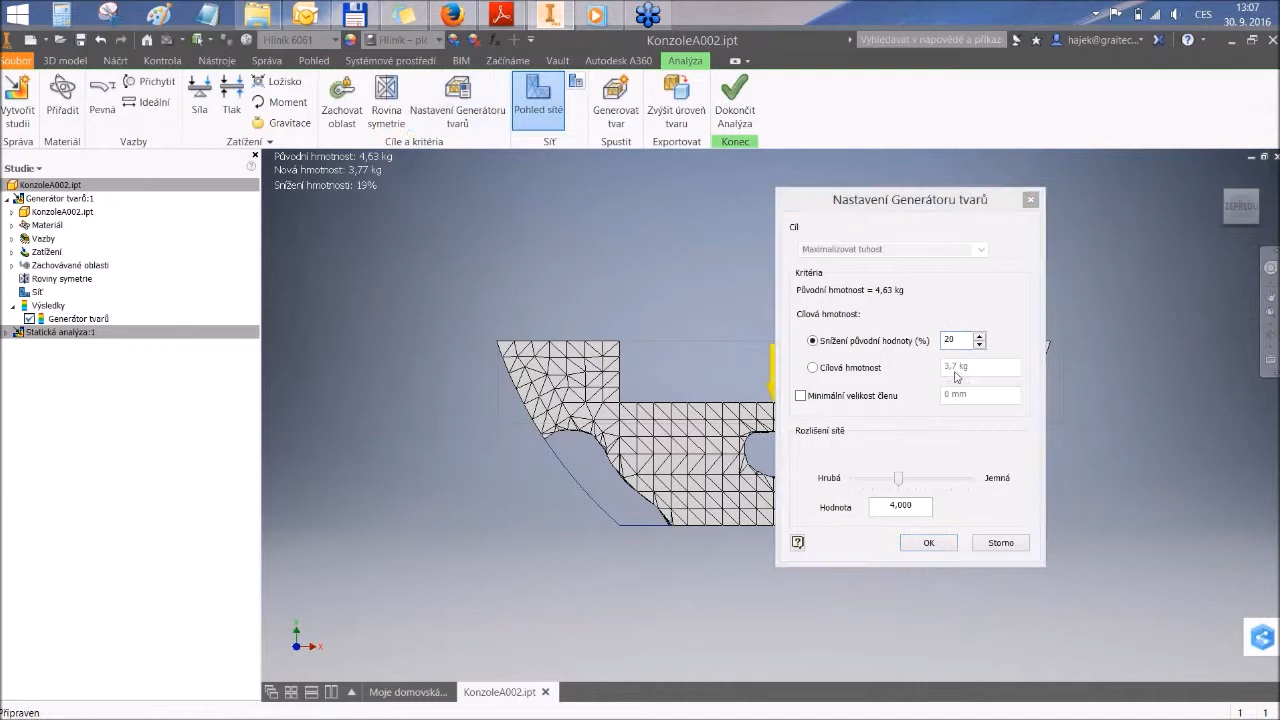 13:07
CES
30. 9. 2016
Hliník 6061
Hliník – plc
KonzoleA002.ipt
Vyhledávat v nápovědě a příkaz
hajek@graitec...
Soubor
3D model
Náčrt
Kontrola
Nástroje
Správa
Pohled
Systémové prostředí
BIM
Začínáme
Vault
Autodesk A360
Analýza
Vytvořit studii
Přiřadit
Pevná
Přichytit
Ideální
Síla
Tlak
Ložisko
Moment
Gravitace
Zachovat oblast
Rovina symetrie
Nastavení Generátoru tvarů
Pohled sítě
Generovat tvar
Zvýšit úroveň tvaru
Dokončit Analýza
Správa
Materiál
Vazby
Zatížení
Cíle a kritéria
Síť
Spustit
Exportovat
Konec
Studie
KonzoleA002.ipt
Generátor tvarů:1
KonzoleA002.ipt
Materiál
Vazby
Zatížení
Zachovávané oblasti
Roviny symetrie
Síť
Výsledky
Generátor tvarů
Statická analýza:1
Původní hmotnost: 4,63 kg
Nová hmotnost: 3,77 kg
Snížení hmotnosti: 19%
ZEPŘEDU
Nastavení Generátoru tvarů
Cíl
Maximalizovat tuhost
Kritéria
Původní hmotnost = 4,63 kg
Cílová hmotnost:
Snížení původní hodnoty (%)
20
Cílová hmotnost
3,7 kg
Minimální velikost členu
0 mm
Rozlišení sítě
Hrubá
Jemná
Hodnota
4,000
OK
Storno
Y
X
Moje domovská...
KonzoleA002.ipt
Připraven
1
1